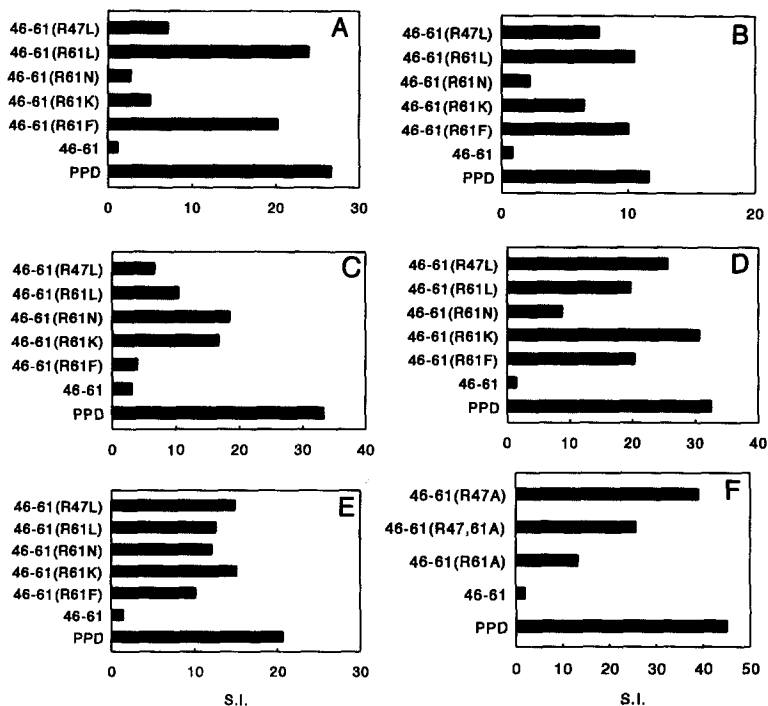 A
46-61(R47L)
46-61(R61L)
46-61(R61N)
46-61(R61K)
46-61(R61F)
46-61
PPD
0 10 20 30
B
46-61(R47L)
46-61(R61L)
46-61(R61N)
46-61(R61K)
46-61(R61F)
46-61
PPD
0 10 20
C
46-61(R47L)
46-61(R61L)
46-61(R61N)
46-61(R61K)
46-61(R61F)
46-61
PPD
0 10 20 30 40
D
46-61(R47L)
46-61(R61L)
46-61(R61N)
46-61(R61K)
46-61(R61F)
46-61
PPD
0 10 20 30 40
E
46-61(R47L)
46-61(R61L)
46-61(R61N)
46-61(R61K)
46-61(R61F)
46-61
PPD
0 10 20 30
S.I.
F
46-61(R47A)
46-61(R47,61A)
46-61(R61A)
46-61
PPD
0 10 20 30 40 50
S.I.